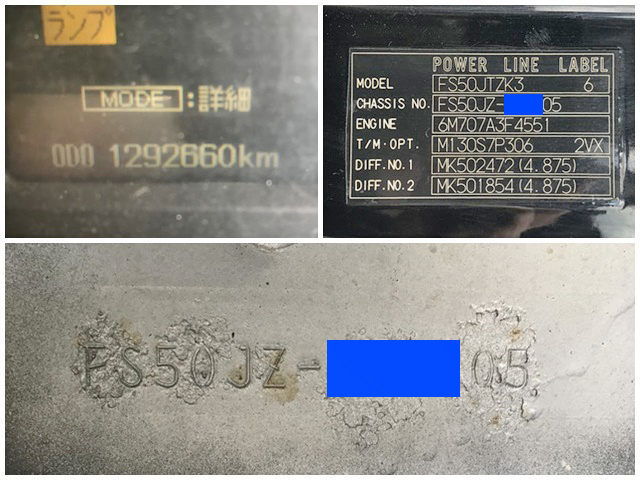 ランプ
MODE :詳細
ODO 1292660km
POWER LINE LABEL
MODEL FS50JTZK3 6
CHASSIS NO. FS50JZ- 05
ENGINE 6M707A3F4551
T/M·OPT. M130S7P306 2VX
DIFF.NO.1 MK502472(4.875)
DIFF.NO.2 MK501854(4.875)
FS50JZ- 05